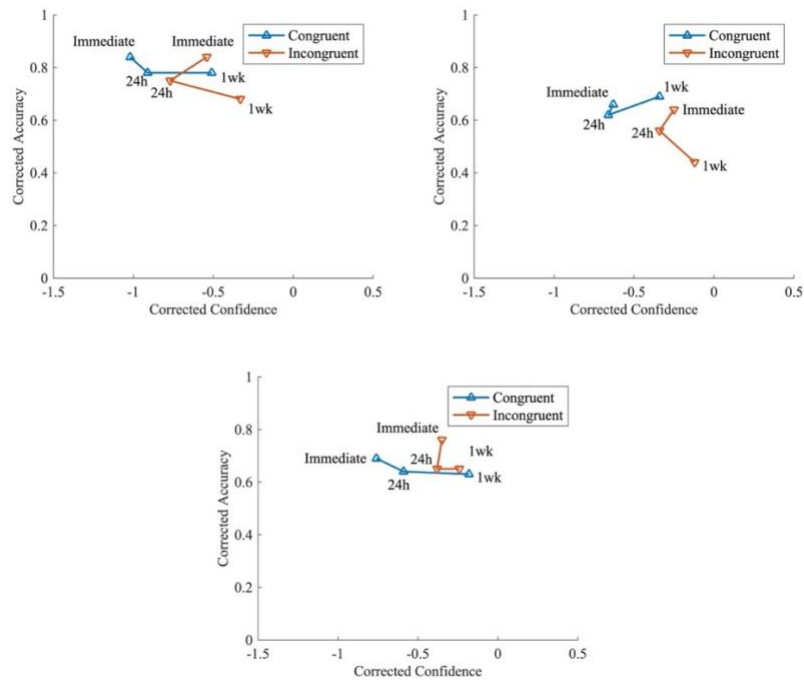 1
Immediate Immediate
Congruent
Incongruent
0.8
24h 1wk
24h
1wk
0.6
0.4
0.2
0
-1.5 -1 -0.5 0 0.5
Corrected Confidence
Corrected Accuracy
1
Congruent
Incongruent
0.8
Immediate 1wk
Immediate
24h 24h
0.6
1wk
0.4
0.2
0
-1.5 -1 -0.5 0 0.5
Corrected Confidence
Corrected Accuracy
1
Congruent
Incongruent
0.8
Immediate
1wk
Immediate 24h
24h 1wk
0.6
0.4
0.2
0
-1.5 -1 -0.5 0 0.5
Corrected Confidence
Corrected Accuracy